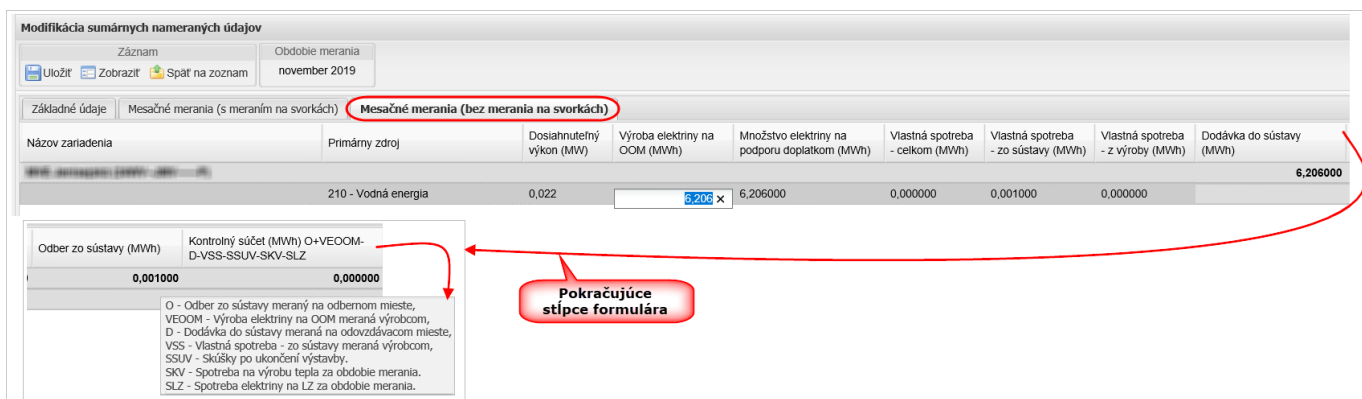 Modifikácia sumárnych nameraných údajov
Záznam
Obdobie merania
Uložiť Zobraziť Späť na zoznam
november 2019
Základné údaje Mesačné merania (s meraním na svorkách) Mesačné merania (bez merania na svorkách)
Názov zariadenia
Primárny zdroj
Dosiahnuteľný
výkon (MW)
Výroba elektriny na
OOM (MWh)
Množstvo elektriny na
podporu doplatkom (MWh)
Vlastná spotreba
- celkom (MWh)
Vlastná spotreba
- zo sústavy (MWh)
Vlastná spotreba
- z výroby (MWh)
Dodávka do sústavy
(MWh)
6,206000
210 - Vodná energia 0,022 6,206 × 6,206000 0,000000 0,001000 0,000000
Odber zo sústavy (MWh)
Kontrolný súčet (MWh) O+VEOOM-
D-VSS-SSUV-SKV-SLZ
0,001000 0,000000
O - Odber zo sústavy meraný na odbernom mieste,
VEOOM - Výroba elektriny na OOM meraná výrobcom,
D - Dodávka do sústavy meraná na odovzdávacom mieste,
VSS - Vlastná spotreba - zo sústavy meraná výrobcom,
SSUV - Skúšky po ukončení výstavby.
SKV - Spotreba na výrobu tepla za obdobie merania.
SLZ - Spotreba elektriny na LZ za obdobie merania.
Pokračujúce
stĺpce formulára